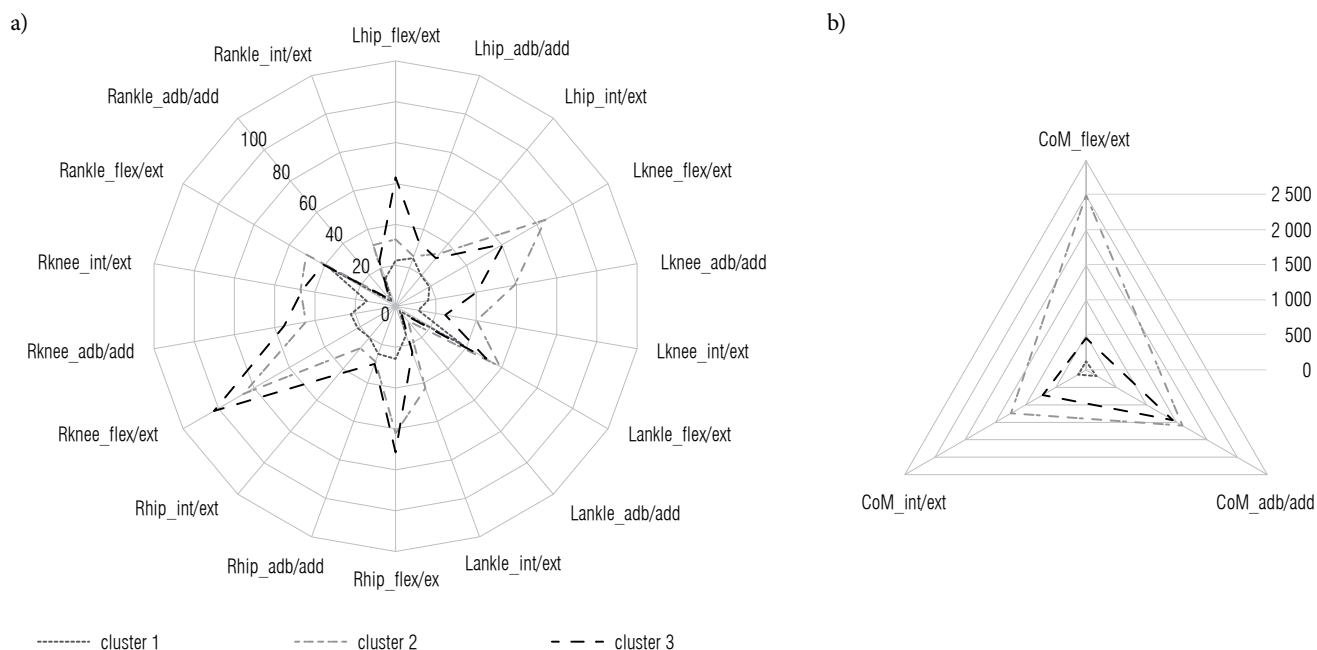 a)
Lhip_flex/ext
Lhip_adb/add
Lhip_int/ext
Lknee_flex/ext
Lknee_adb/add
Lknee_int/ext
Lankle_flex/ext
Lankle_adb/add
Lankle_int/ext
Rhip_flex/ex
Rhip_adb/add
Rhip_int/ext
Rknee_flex/ext
Rknee_adb/add
Rknee_int/ext
Rankle_flex/ext
Rankle_adb/add
Rankle_int/ext
100
80
60
40
20
0
b)
CoM_flex/ext
2 500
2 000
1 500
1 000
500
0
CoM_int/ext
CoM_adb/add
cluster 1
cluster 2
cluster 3